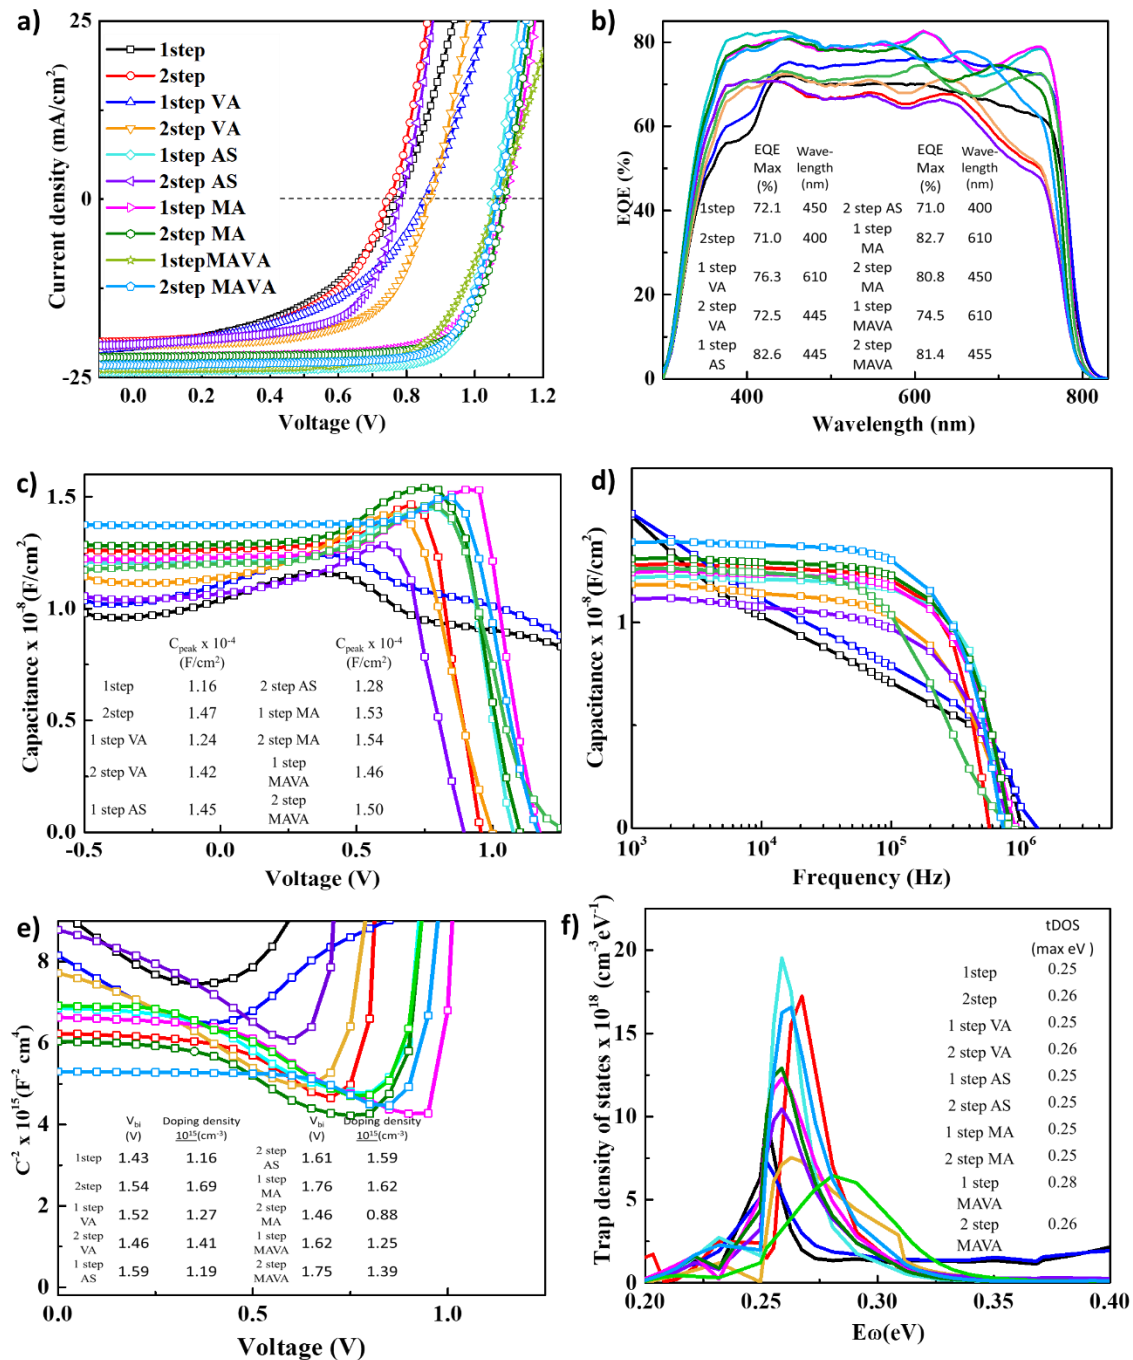 a)
25
0
-25
Current density (mA/cm²)
1step
2step
1step VA
2step VA
1step AS
2step AS
1step MA
2step MA
1stepMAVA
2step MAVA
0.0 0.2 0.4 0.6 0.8 1.0 1.2
Voltage (V)
b)
80
60
40
20
0
EQE (%)
EQE Wave- EQE Wave-
Max length Max length
(%) (nm) (%) (nm)
1step 72.1 450 2 step AS 71.0 400
2step 71.0 400 1 step MA 82.7 610
1 step VA 76.3 610 2 step MA 80.8 450
2 step VA 72.5 445 1 step MAVA 74.5 610
1 step AS 82.6 445 2 step MAVA 81.4 455
400 600 800
Wavelength (nm)
c)
1.5
1.0
0.5
0.0
Capacitance x 10⁻⁸(F/cm²)
Cpeak x 10⁻⁴ Cpeak x 10⁻⁴
(F/cm²) (F/cm²)
1step 1.16 2 step AS 1.28
2step 1.47 1 step MA 1.53
1 step VA 1.24 2 step MA 1.54
2 step VA 1.42 1 step MAVA 1.46
1 step AS 1.45 2 step MAVA 1.50
-0.5 0.0 0.5 1.0
Voltage (V)
d)
1
0
Capacitance x 10⁻⁸(F/cm²)
10³ 10⁴ 10⁵ 10⁶
Frequency (Hz)
e)
8
6
4
2
0
C⁻² x 10¹⁵(F⁻² cm⁴)
Vbi Doping density Vbi Doping density
(V) 10¹⁵(cm⁻³) (V) 10¹⁵(cm⁻³)
1step 1.43 1.16 2 step AS 1.61 1.59
2step 1.54 1.69 1 step MA 1.76 1.62
1 step VA 1.52 1.27 2 step MA 1.46 0.88
2 step VA 1.46 1.41 1 step MAVA 1.62 1.25
1 step AS 1.59 1.19 2 step MAVA 1.75 1.39
0.0 0.5 1.0
Voltage (V)
f)
20
15
10
5
0
Trap density of states x 10¹⁸ (cm⁻³eV⁻¹)
tDOS
(max eV )
1step 0.25
2step 0.26
1 step VA 0.25
2 step VA 0.26
1 step AS 0.25
2 step AS 0.25
1 step MA 0.25
2 step MA 0.25
1 step MAVA 0.28
2 step MAVA 0.26
0.20 0.25 0.30 0.35 0.40
Eω(eV)